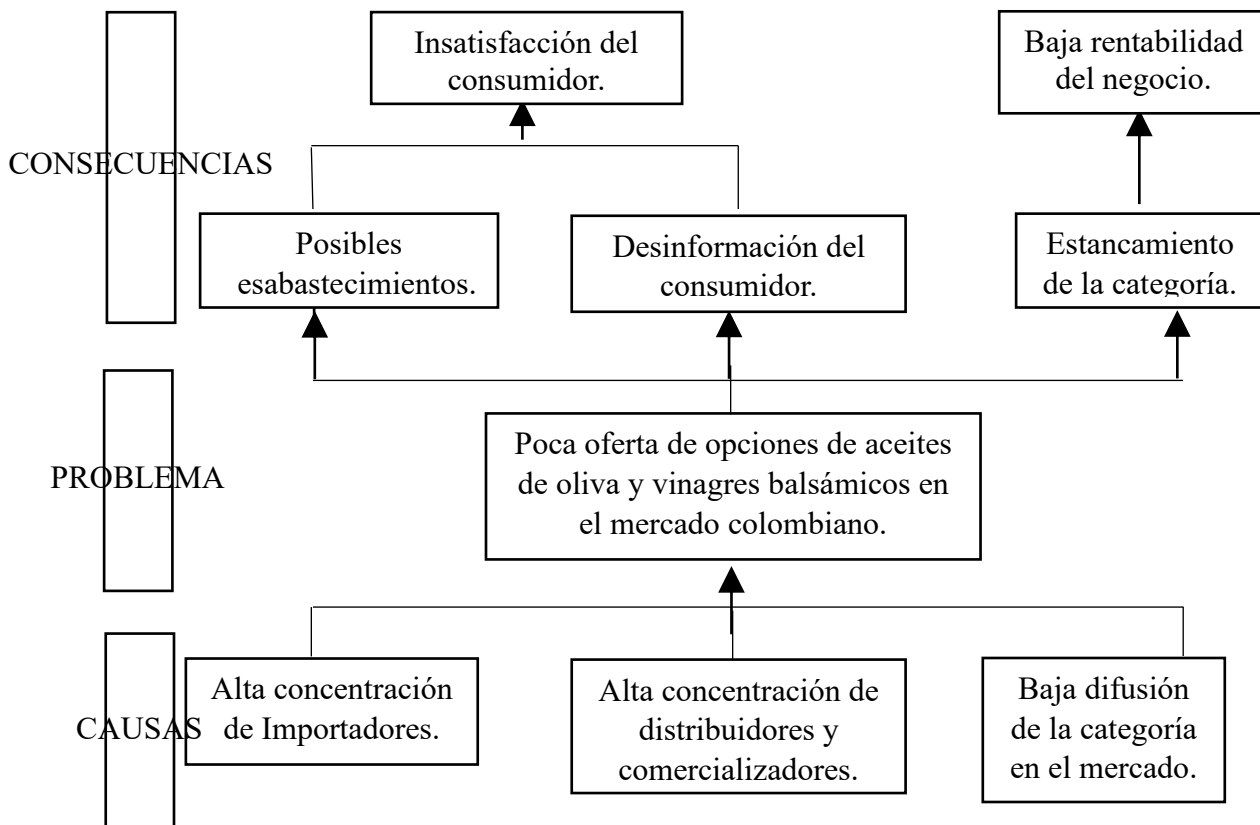 Insatisfacción del
consumidor.
Baja rentabilidad
del negocio.
CONSECUENCIAS
Posibles
esabastecimientos.
Desinformación del
consumidor.
Estancamiento
de la categoría.
Poca oferta de opciones de aceites
de oliva y vinagres balsámicos en
el mercado colombiano.
PROBLEMA
Alta concentración
de Importadores.
Alta concentración de
distribuidores y
comercializadores.
Baja difusión
de la categoría
en el mercado.
CAUSAS